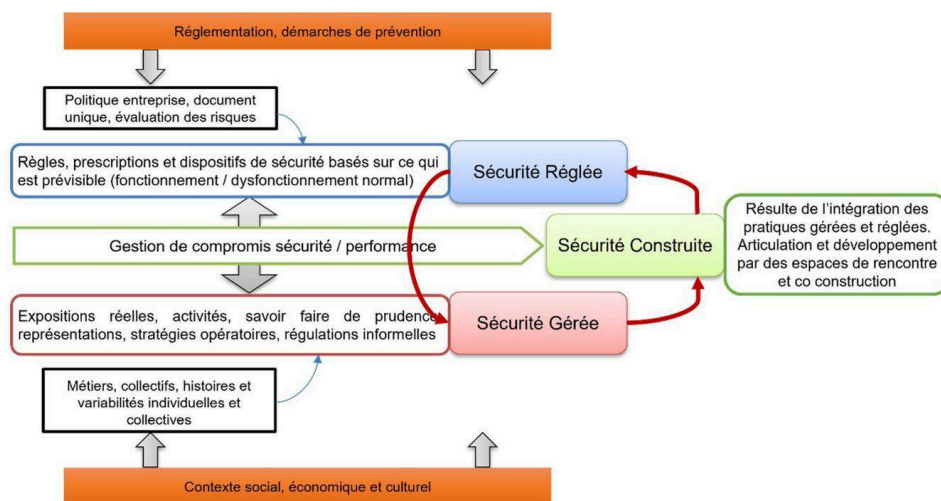 Réglementation, démarches de prévention
Politique entreprise, document
unique, évaluation des risques
Règles, prescriptions et dispositifs de sécurité basés sur ce qui
est prévisible (fonctionnement / dysfonctionnement normal)
Sécurité Réglée
Gestion de compromis sécurité / performance
Sécurité Construite
Résulte de l’intégration des
pratiques gérées et réglées.
Articulation et développement
par des espaces de rencontre
et co construction
Expositions réelles, activités, savoir faire de prudence
représentations, stratégies opératoires, régulations informelles
Sécurité Gérée
Métiers, collectifs, histoires et
variabilités individuelles et
collectives
Contexte social, économique et culturel